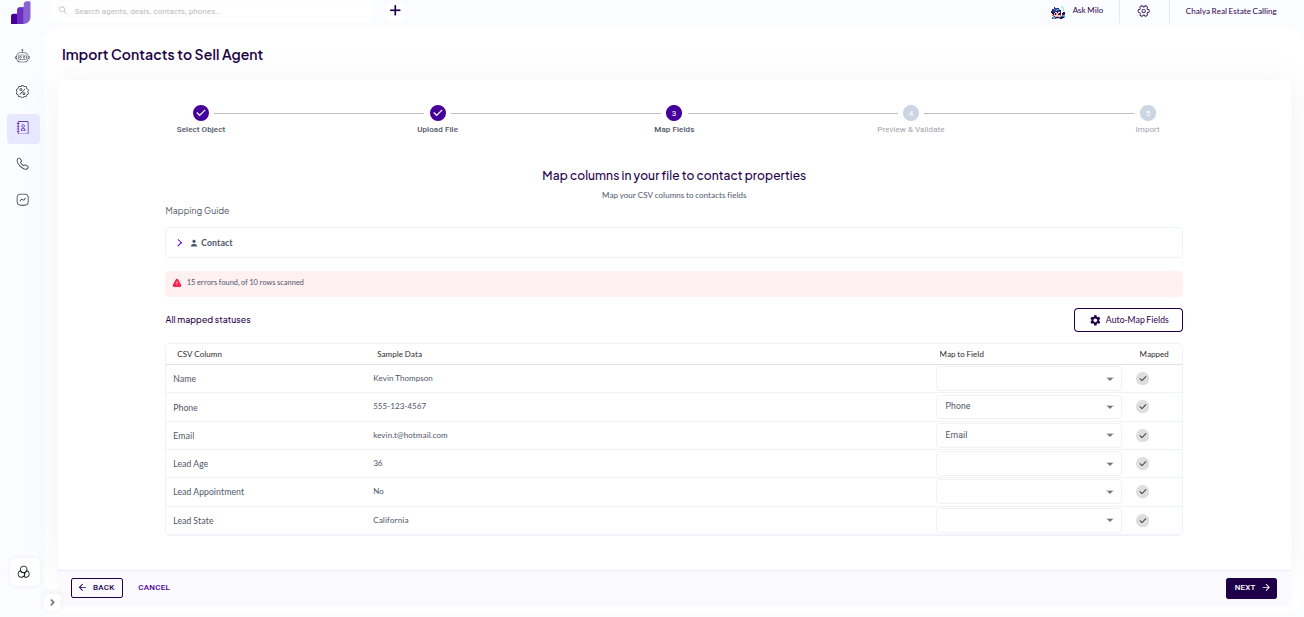 Search agents, deals, contacts, phones...
Ask Milo
Chalya Real Estate Calling
Import Contacts to Sell Agent
3
4
5
Select Object
Upload File
Map Fields
Preview & Validate
Import
Map columns in your file to contact properties
Map your CSV columns to contacts fields
Mapping Guide
Contact
15 errors found, of 10 rows scanned
All mapped statuses
Auto-Map Fields
CSV Column Sample Data Map to Field Mapped
Name Kevin Thompson
Phone 555-123-4567 Phone
Email kevin.t@hotmail.com Email
Lead Age 36
Lead Appointment No
Lead State California
BACK
CANCEL
NEXT